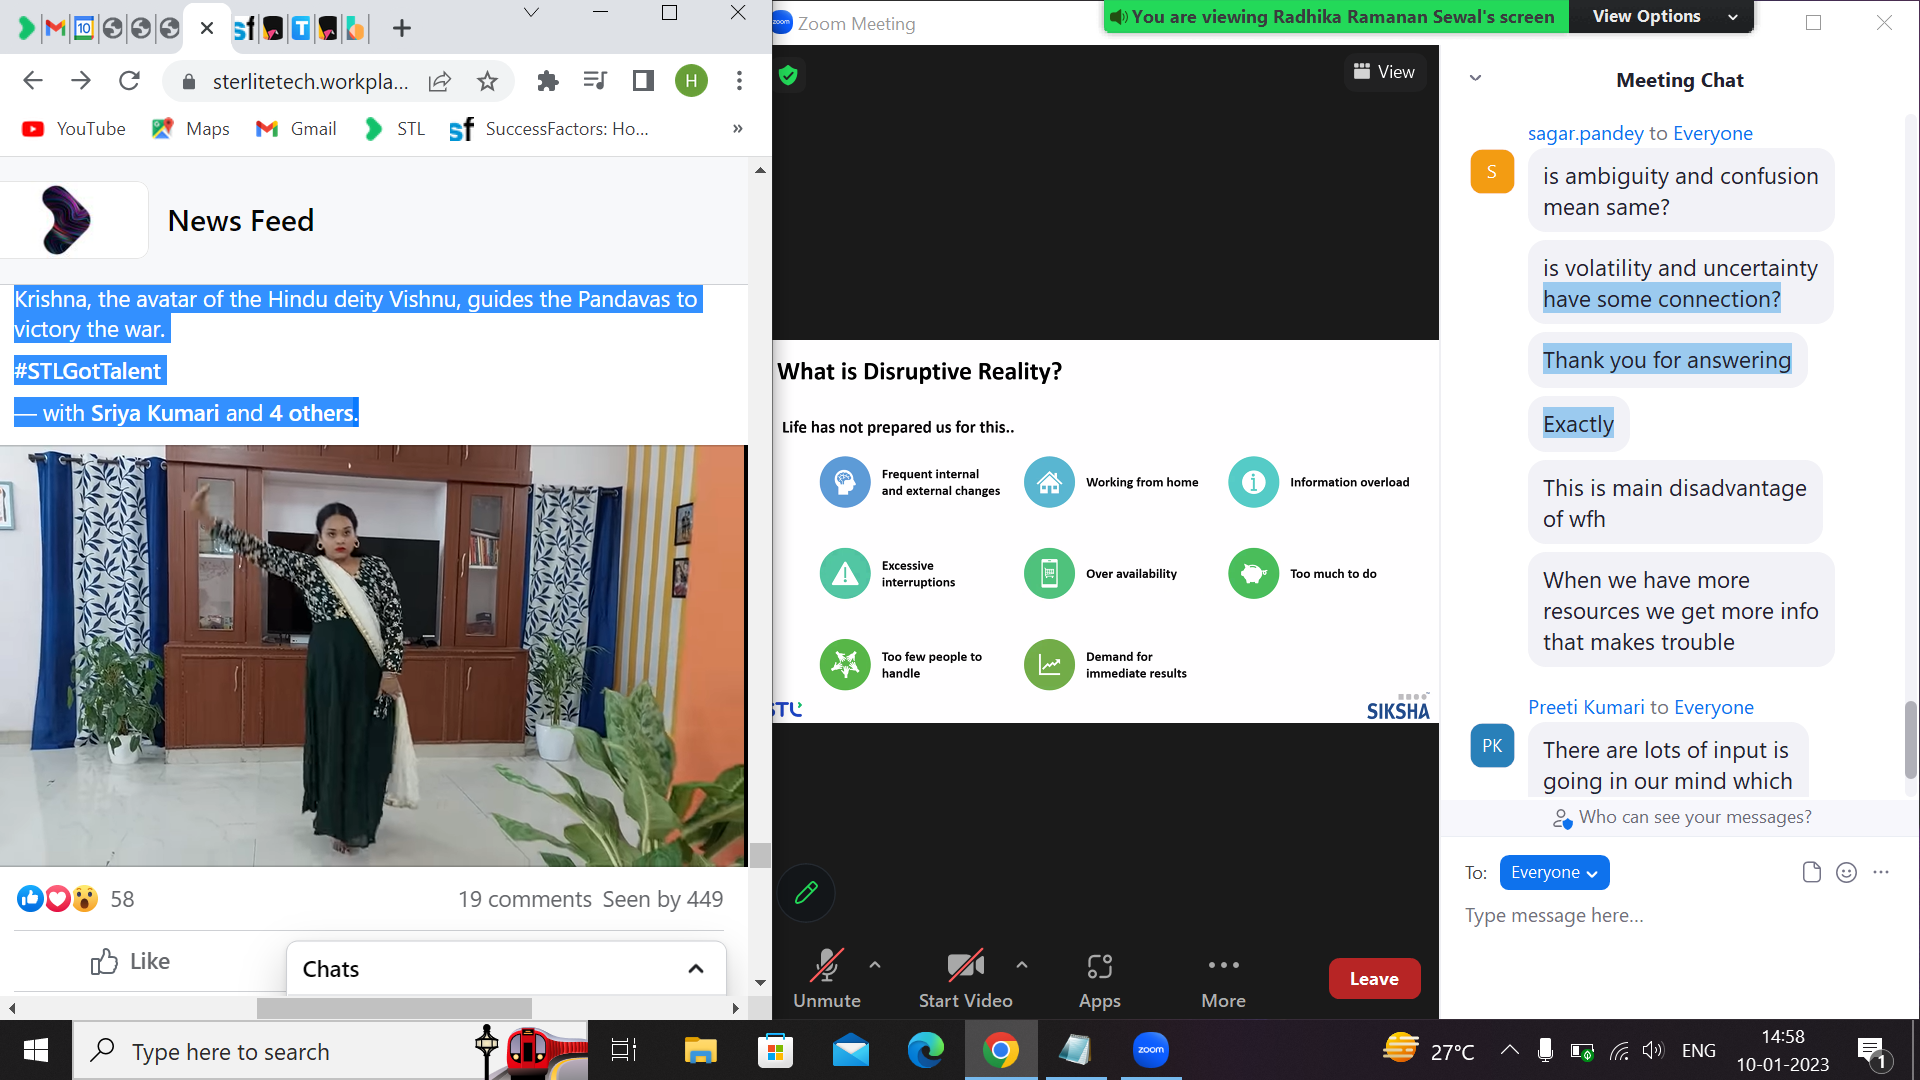 sterlitetech.workpla...
H
YouTube
Maps
Gmail
STL
sf
SuccessFactors: Ho...
»
News Feed
Krishna, the avatar of the Hindu deity Vishnu, guides the Pandavas to
victory the war.
#STLGotTalent
— with Sriya Kumari and 4 others.
58
19 comments Seen by 449
Like
Chats
zoom
Zoom Meeting
You are viewing Radhika Ramanan Sewal's screen
View Options
View
What is Disruptive Reality?
Life has not prepared us for this..
Frequent internal
and external changes
Working from home
Information overload
Excessive
interruptions
Over availability
Too much to do
Too few people to
handle
Demand for
immediate results
STL
SIKSHA
Unmute
Start Video
Apps
More
Leave
Meeting Chat
sagar.pandey to Everyone
S
is ambiguity and confusion
mean same?
is volatility and uncertainty
have some connection?
Thank you for answering
Exactly
This is main disadvantage
of wfh
When we have more
resources we get more info
that makes trouble
Preeti Kumari to Everyone
PK
There are lots of input is
going in our mind which
Who can see your messages?
To: Everyone
Type message here...
Type here to search
zoom
27°C
ENG
14:58
10-01-2023
1